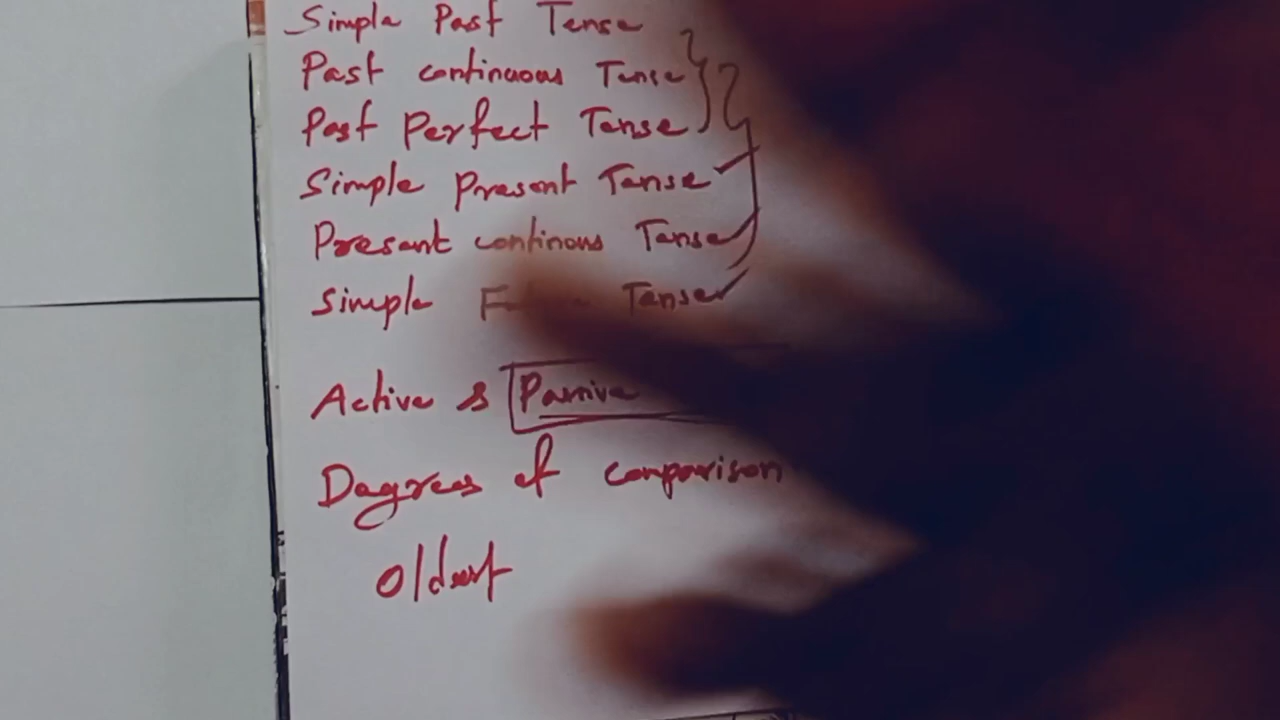 Simple Past Tense
Past continuous Tense
Past Perfect Tense
Simple Present Tense
Present continous Tense
Simple Tense
Active & Passive
Degrees of comparison
Oldest